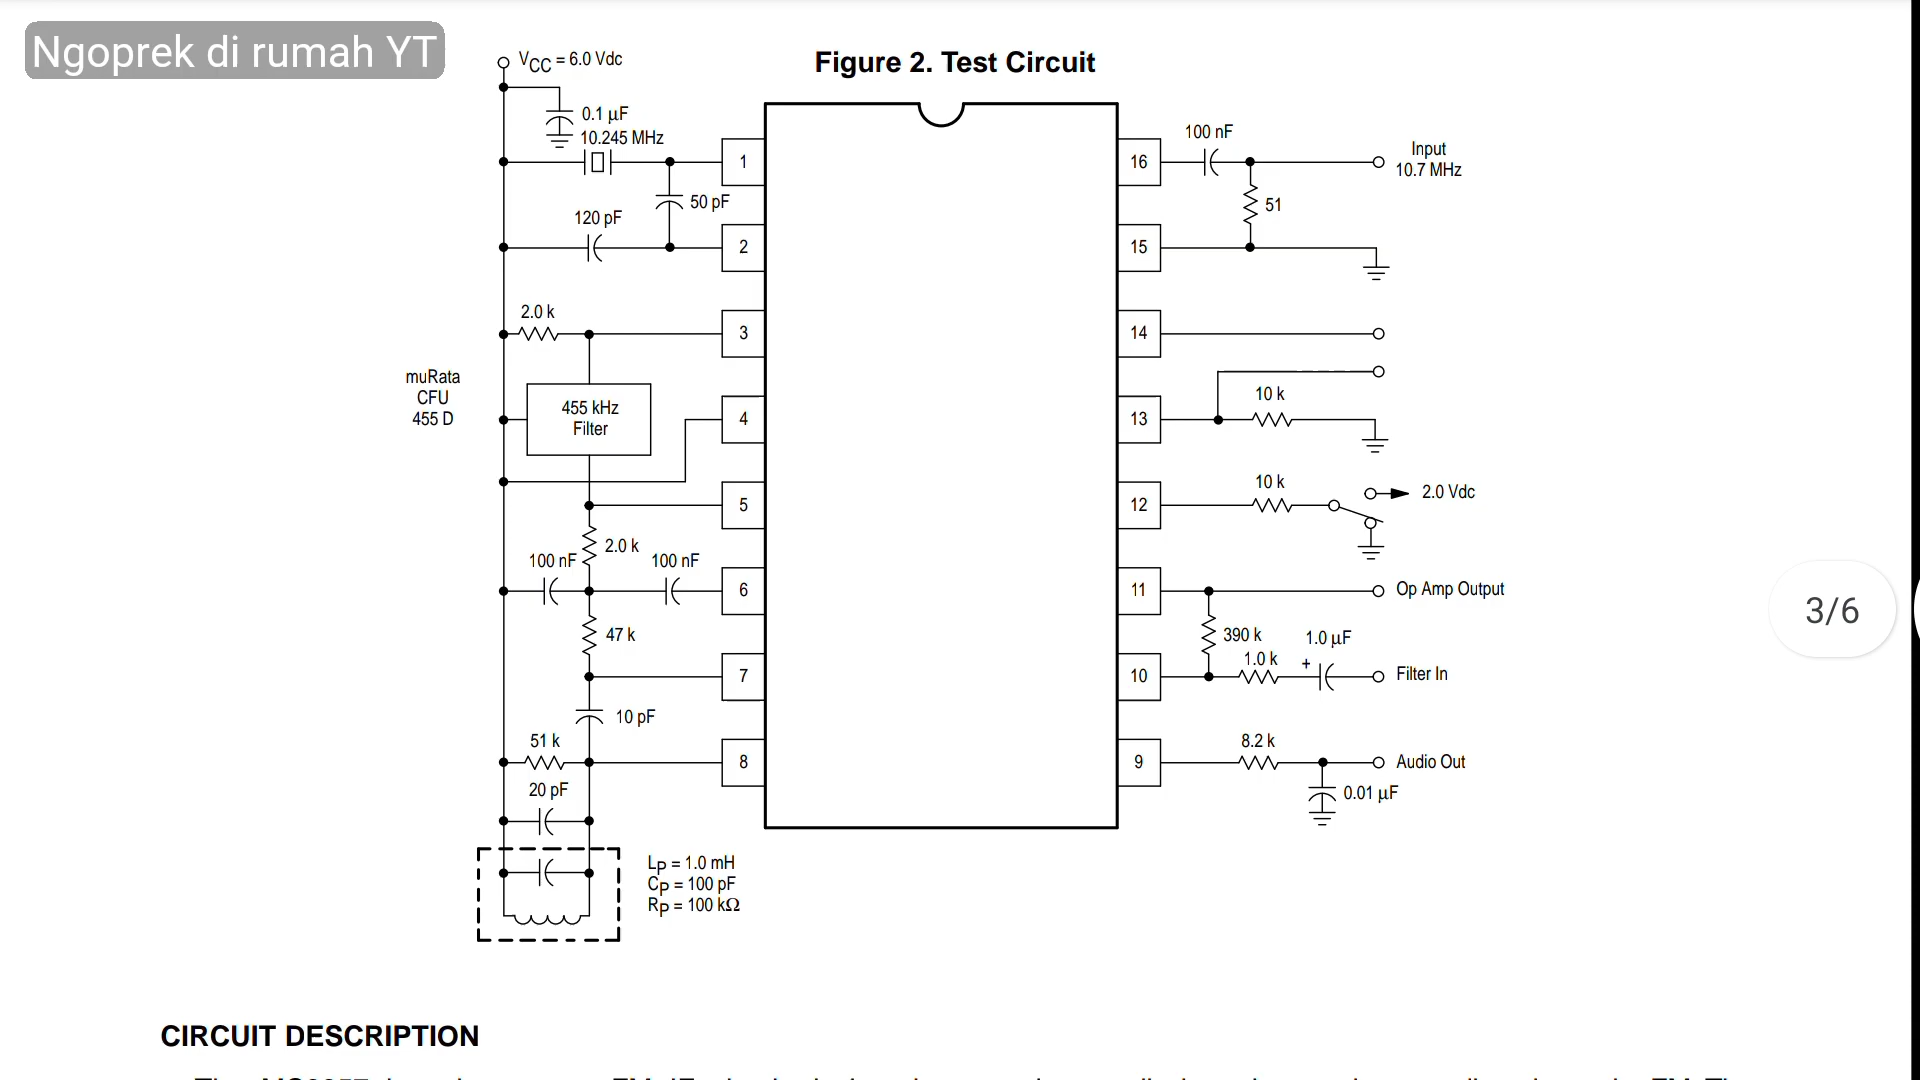 Ngoprek di rumah YT
VCC = 6.0 Vdc
Figure 2. Test Circuit
0.1 µF
10.245 MHz
50 pF
120 pF
2.0 k
muRata
CFU
455 D
455 kHz
Filter
2.0 k
100 nF
100 nF
47 k
10 pF
51 k
20 pF
LP = 1.0 mH
CP = 100 pF
RP = 100 kΩ
1
2
3
4
5
6
7
8
16
15
14
13
12
11
10
9
100 nF
Input
10.7 MHz
51
10 k
10 k
2.0 Vdc
Op Amp Output
390 k
1.0 µF
1.0 k
+
Filter In
8.2 k
Audio Out
0.01 µF
3/6
CIRCUIT DESCRIPTION